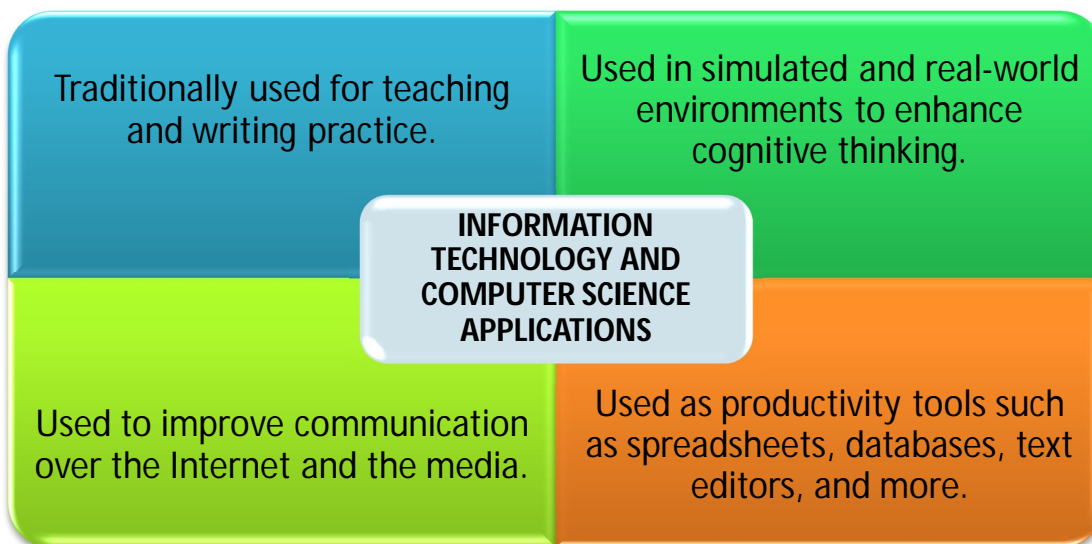 Traditionally used for teaching
and writing practice.
Used in simulated and real-world
environments to enhance
cognitive thinking.
INFORMATION
TECHNOLOGY AND
COMPUTER SCIENCE
APPLICATIONS
Used to improve communication
over the Internet and the media.
Used as productivity tools such
as spreadsheets, databases, text
editors, and more.